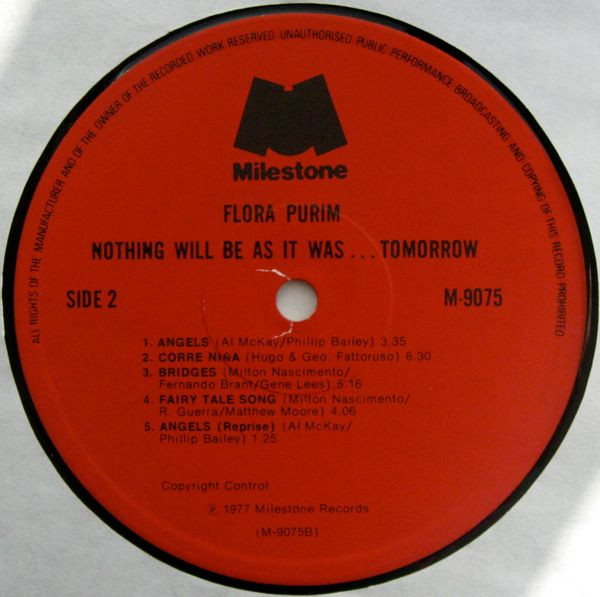 ALL RIGHTS OF THE MANUFACTURER AND OF THE OWNER OF THE RECORDED WORK RESERVED UNAUTHORISED PUBLIC PERFORMANCE BROADCASTING AND COPYING OF THIS RECORD PROHIBITED
Milestone
FLORA PURIM
NOTHING WILL BE AS IT WAS...TOMORROW
SIDE 2
M-9075
1. ANGELS (Al McKay/Phillip Bailey) 3.35
2. CORRE NIÑA (Hugo & Geo. Fattoruso) 6.30
3. BRIDGES (Milton Nascimento/
Fernando Brant/Gene Lees) 5.16
4. FAIRY TALE SONG (Milton Nascimento/
R. Guerra/Matthew Moore) 4.06
5. ANGELS (Reprise) (Al McKay/
Phillip Bailey) 1.25
Copyright Control
℗ 1977 Milestone Records
(M-9075B)